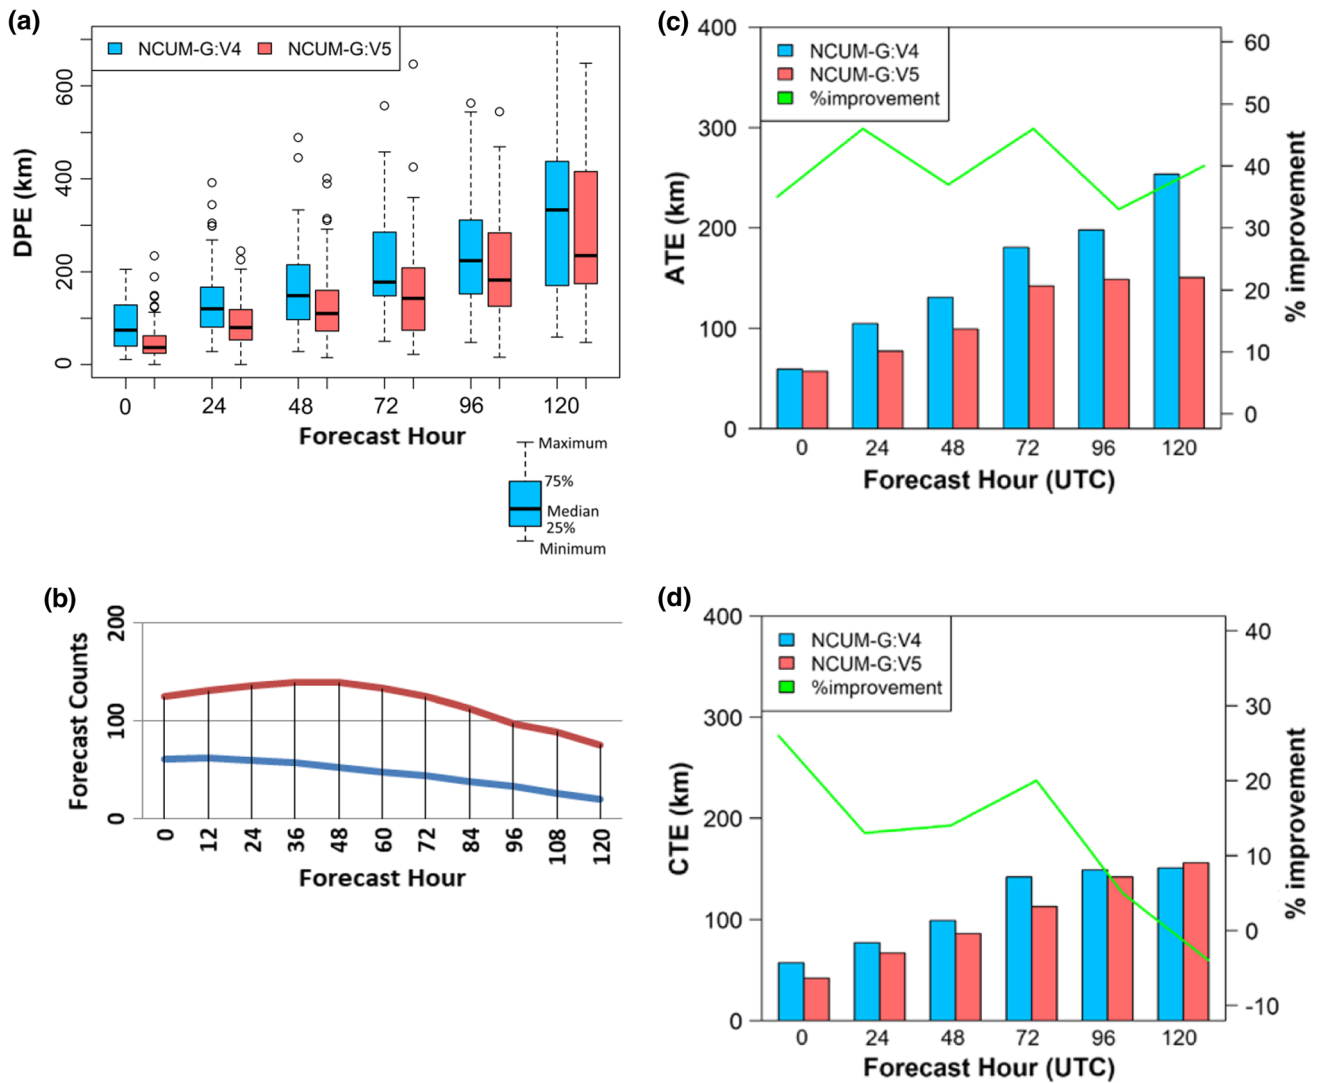 (a)
NCUM-G:V4 NCUM-G:V5
DPE (km)
0 200 400 600
0 24 48 72 96 120
Forecast Hour
Maximum
75%
Median
25%
Minimum
(b)
Forecast Counts
0 100 200
0 12 24 36 48 60 72 84 96 108 120
Forecast Hour
(c)
NCUM-G:V4
NCUM-G:V5
%improvement
ATE (km)
400
300
200
100
0
60
50
40
30
20
10
0
% improvement
0 24 48 72 96 120
Forecast Hour (UTC)
(d)
NCUM-G:V4
NCUM-G:V5
%improvement
CTE (km)
400
300
200
100
0
40
30
20
10
0
-10
% improvement
0 24 48 72 96 120
Forecast Hour (UTC)